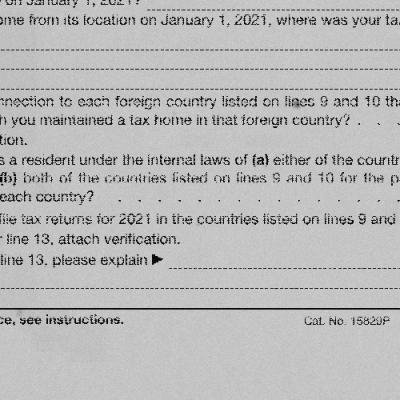 on January 1, 2021?
ome from its location on January 1, 2021, where was your ta
nnection to each foreign country listed on lines 9 and 10 th
h you maintained a tax home in that foreign country? . .
tion.
s a resident under the internal laws of (a) either of the countr
(b) both of the countries listed on lines 9 and 10 for the p
each country? . . . . . . . . . . . . . .
file tax returns for 2021 in the countries listed on lines 9 and
r line 13, attach verification.
line 13, please explain ▶
ce, see instructions. Cat. No. 15829P